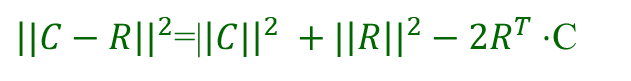 ||C − R||²=||C||² + ||R||² − 2Rᵀ ·C